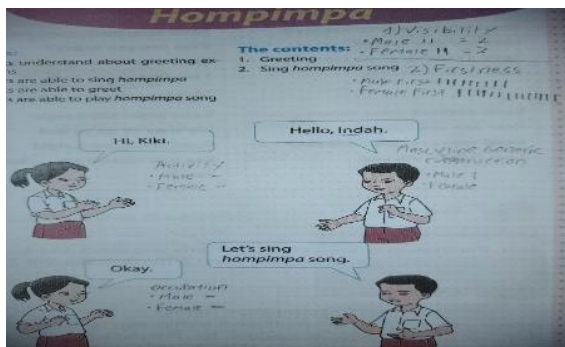 Hompimpa
1) Visibility
• Male II = 2
• Female II = 2
understand about greeting ex-
s are able to sing hompimpa
s are able to greet
s are able to play hompimpa song
The contents:
1. Greeting
2. Sing hompimpa song
2) Firstness
• Male First
• Female First
Hi, Kiki.
Hello, Indah.
Activity
• Male -
• Female -
Masculine Generic
Construction
• Male
• Female
Let's sing
hompimpa song.
Okay.
Occupation
• Male -
• Female -